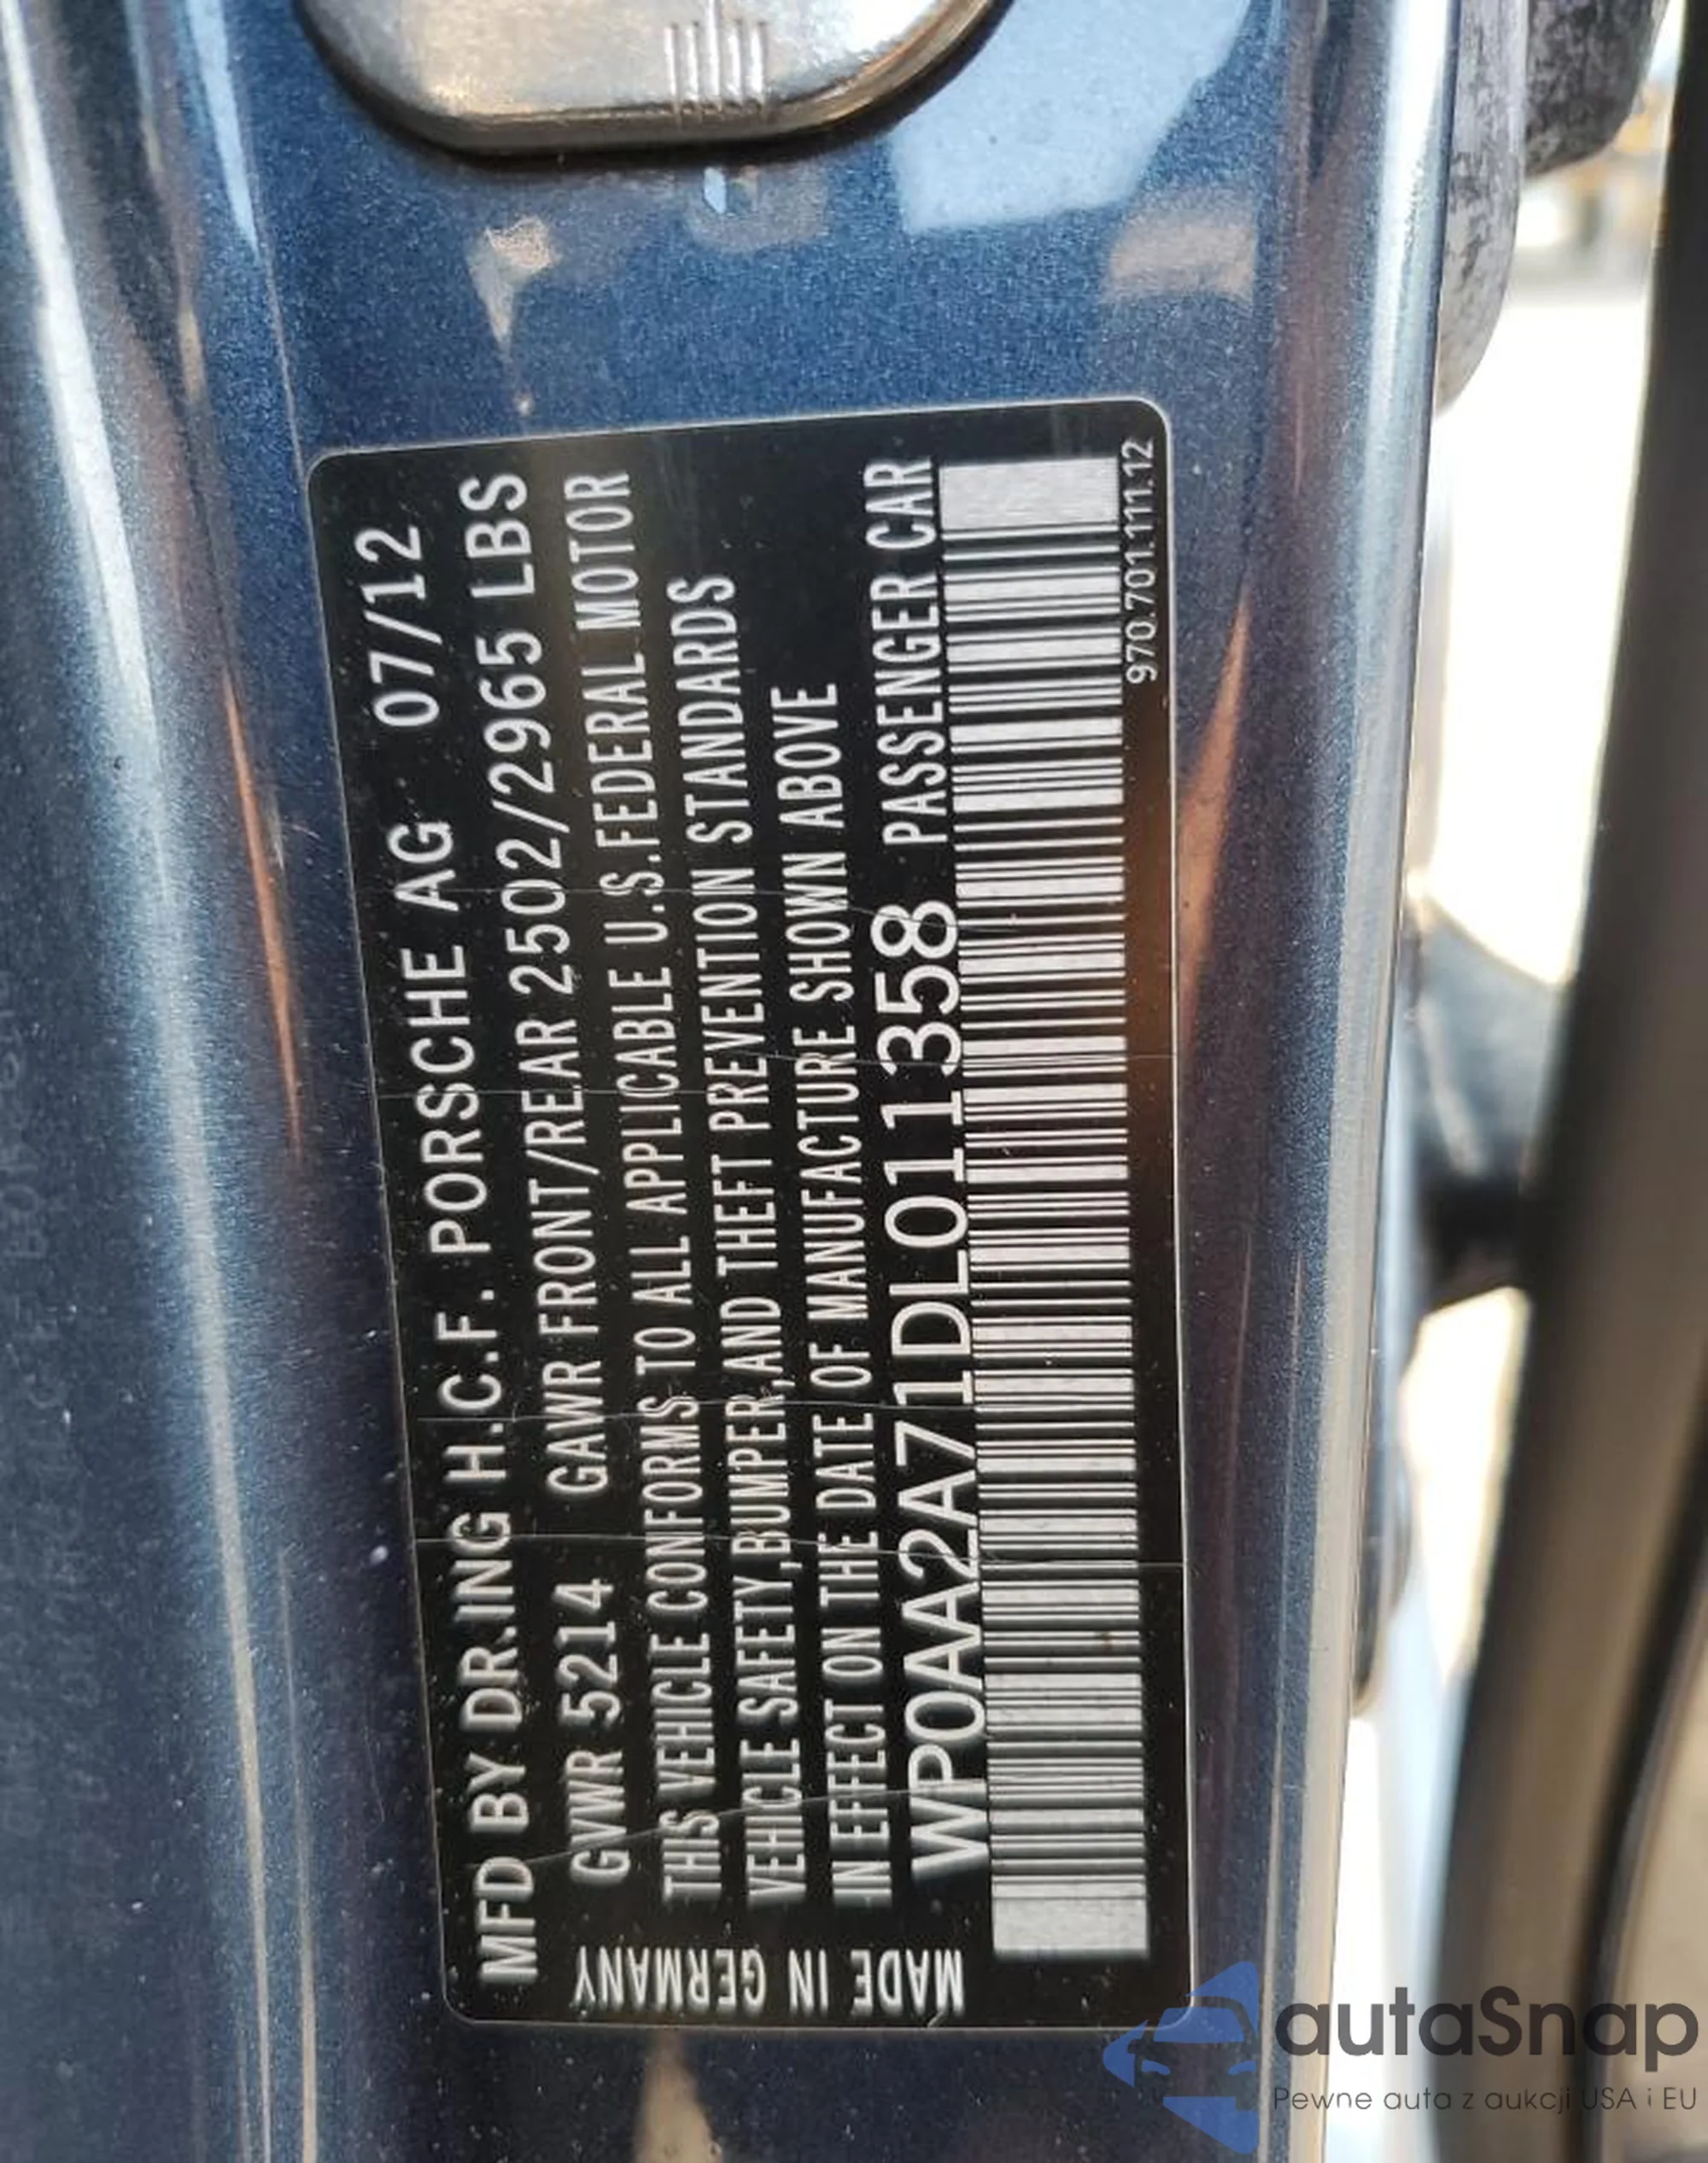 MFD BY DR.ING H.C.F. PORSCHE AG 07/12
GVWR 5214 GAWR FRONT/REAR 2502/2965 LBS
THIS VEHICLE CONFORMS TO ALL APPLICABLE U.S.FEDERAL MOTOR
VEHICLE SAFETY,BUMPER,AND THEFT PREVENTION STANDARDS
IN EFFECT ON THE DATE OF MANUFACTURE SHOWN ABOVE
WP0AA2A71DL011358 PASSENGER CAR
970.701.111.12
MADE IN GERMANY
autaSnap
Pewne auta z aukcji USA i EU